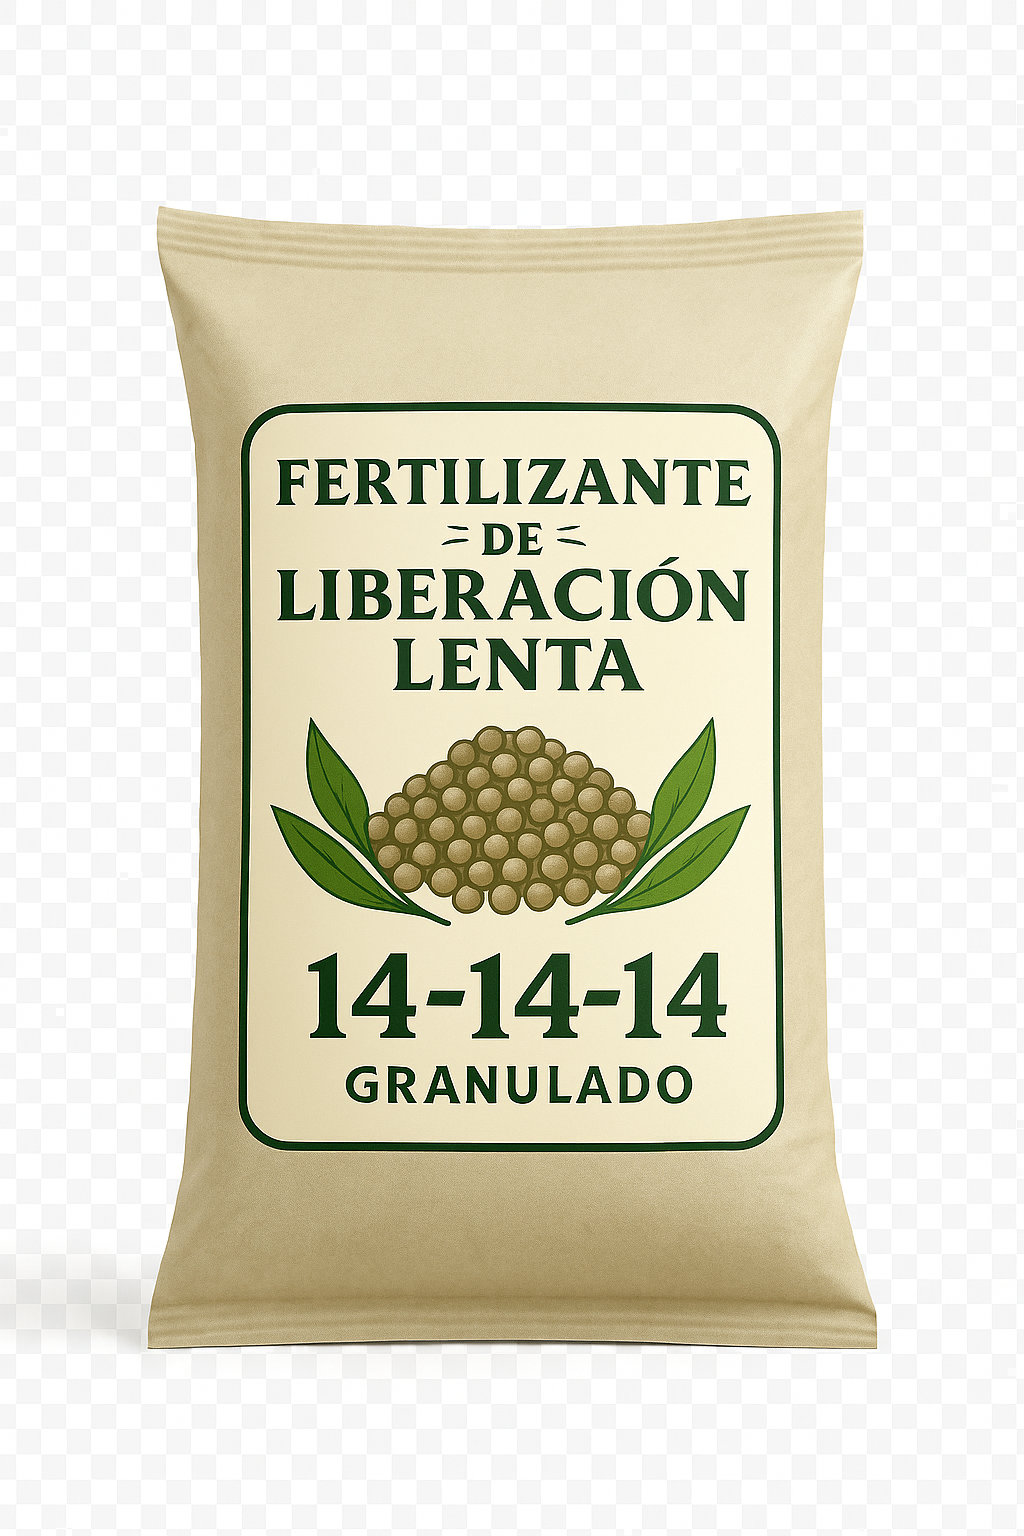 FERTILIZANTE
DE
LIBERACIÓN
LENTA
14-14-14
GRANULADO